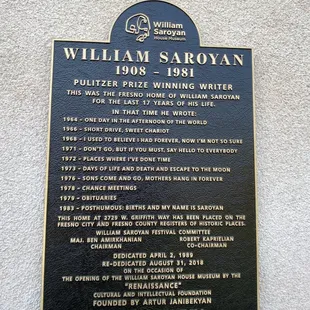 William
Saroyan
House Museum
WILLIAM SAROYAN
1908 - 1981
PULITZER PRIZE WINNING WRITER
THIS WAS THE FRESNO HOME OF WILLIAM SAROYAN
FOR THE LAST 17 YEARS OF HIS LIFE.
IN THAT TIME HE WROTE:
1964 - ONE DAY IN THE AFTERNOON OF THE WORLD
1966 - SHORT DRIVE, SWEET CHARIOT
1968 - I USED TO BELIEVE I HAD FOREVER, NOW I'M NOT SO SURE
1971 - DON'T GO, BUT IF YOU MUST, SAY HELLO TO EVERYBODY
1972 - PLACES WHERE I'VE DONE TIME
1973 - DAYS OF LIFE AND DEATH AND ESCAPE TO THE MOON
1976 - SONS COME AND GO, MOTHERS HANG IN FOREVER
1978 - CHANCE MEETINGS
1979 - OBITUARIES
1983 - POSTHUMOUS: BIRTHS AND MY NAME IS SAROYAN
THIS HOME AT 2729 W. GRIFFITH WAY HAS BEEN PLACED ON THE
FRESNO CITY AND FRESNO COUNTY REGISTERS OF HISTORIC PLACES.
WILLIAM SAROYAN FESTIVAL COMMITTEE
MAJ. BEN AMIRKHANIAN ROBERT KAPRIELIAN
CHAIRMAN CO-CHAIRMAN
DEDICATED APRIL 2, 1989
RE-DEDICATED AUGUST 31, 2018
ON THE OCCASION OF
THE OPENING OF THE WILLIAM SAROYAN HOUSE MUSEUM BY THE
"RENAISSANCE"
CULTURAL AND INTELLECTUAL FOUNDATION
FOUNDED BY ARTUR JANIBEKYAN